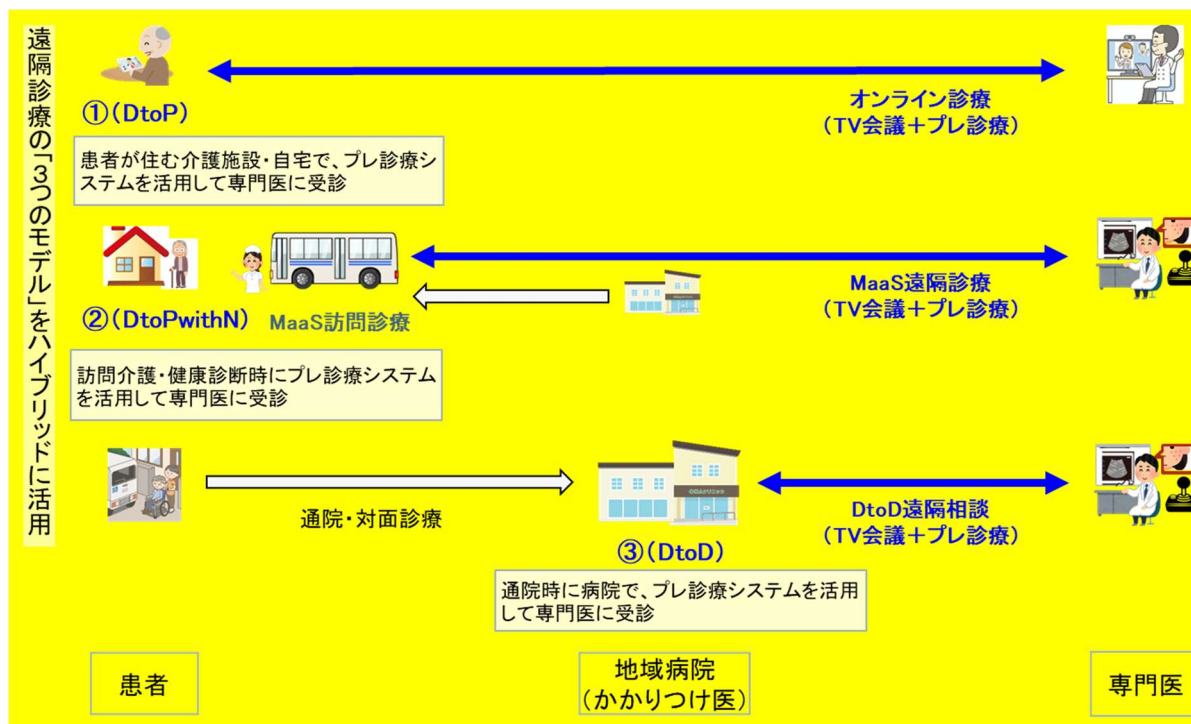 遠隔診療の「3つのモデル」をハイブリッドに活用
①(DtoP)
オンライン診療
(TV会議+プレ診療)
患者が住む介護施設・自宅で、プレ診療シ
ステムを活用して専門医に受診
②(DtoPwithN)
MaaS訪問診療
MaaS遠隔診療
(TV会議+プレ診療)
訪問介護・健康診断時にプレ診療システム
を活用して専門医に受診
通院・対面診療
③(DtoD)
DtoD遠隔相談
(TV会議+プレ診療)
通院時に病院で、プレ診療システムを活用
して専門医に受診
患者
地域病院
(かかりつけ医)
専門医